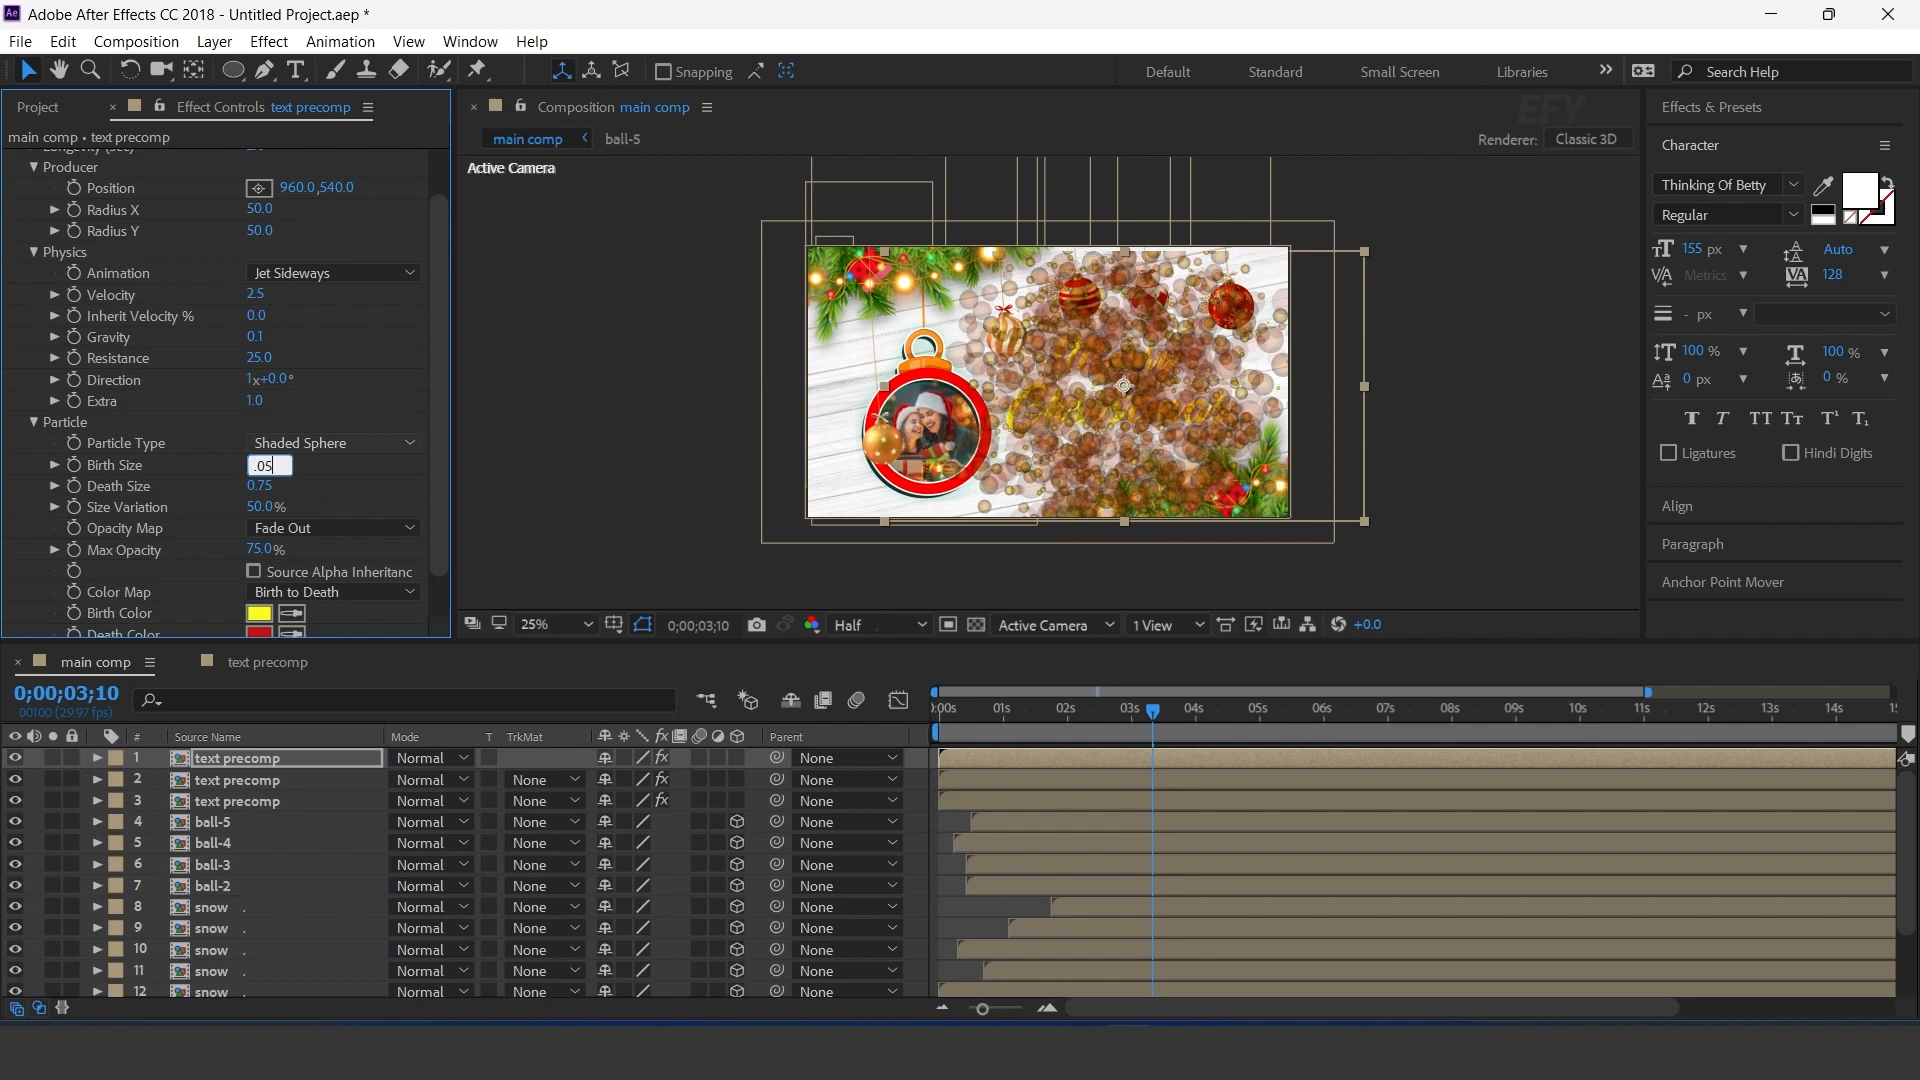 Adobe After Effects CC 2018 - Untitled Project.aep *
File Edit Composition Layer Effect Animation View Window Help
Snapping
Default Standard Small Screen Libraries Search Help
Project Effect Controls text precomp
main comp • text precomp
Producer
Position 960.0,540.0
Radius X 50.0
Radius Y 50.0
Physics
Animation Jet Sideways
Velocity 2.5
Inherit Velocity % 0.0
Gravity 0.1
Resistance 25.0
Direction 1x+0.0°
Extra 1.0
Particle
Particle Type Shaded Sphere
Birth Size .05
Death Size 0.75
Size Variation 50.0%
Opacity Map Fade Out
Max Opacity 75.0%
Source Alpha Inheritanc
Color Map Birth to Death
Birth Color
Death Color
Composition main comp
EFY
main comp ball-5
Renderer: Classic 3D
Active Camera
25% 0;00;03;10 Half Active Camera 1 View +0.0
Effects & Presets
Character
Thinking Of Betty
Regular
155 px Auto
Metrics 128
- px
100 % 100 %
0 px 0 %
T T TT Tt T¹ T₁
Ligatures Hindi Digits
Align
Paragraph
Anchor Point Mover
main comp text precomp
0;00;03;10
00100 (29.97 fps)
:00s 01s 02s 03s 04s 05s 06s 07s 08s 09s 10s 11s 12s 13s 14s
# Source Name Mode T TrkMat Parent
1 text precomp Normal None
2 text precomp Normal None None
3 text precomp Normal None None
4 ball-5 Normal None None
5 ball-4 Normal None None
6 ball-3 Normal None None
7 ball-2 Normal None None
8 snow . Normal None None
9 snow . Normal None None
10 snow . Normal None None
11 snow . Normal None None
12 snow . Normal None None